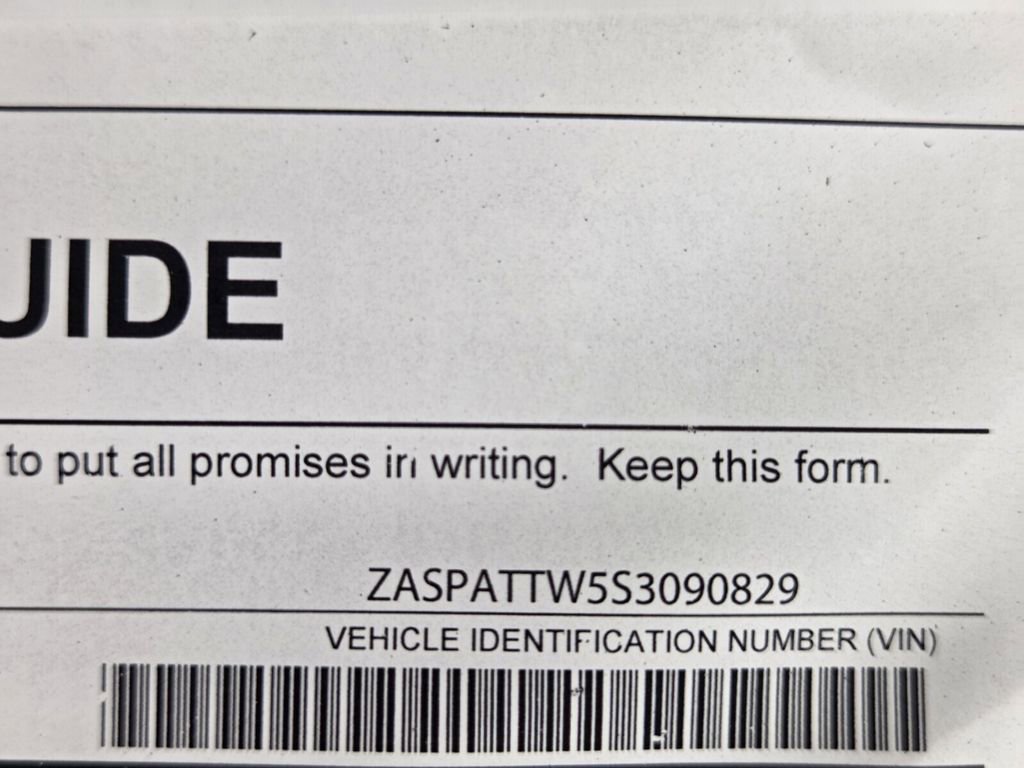 UIDE
to put all promises in writing. Keep this form.
ZASPATTW5S3090829
VEHICLE IDENTIFICATION NUMBER (VIN)